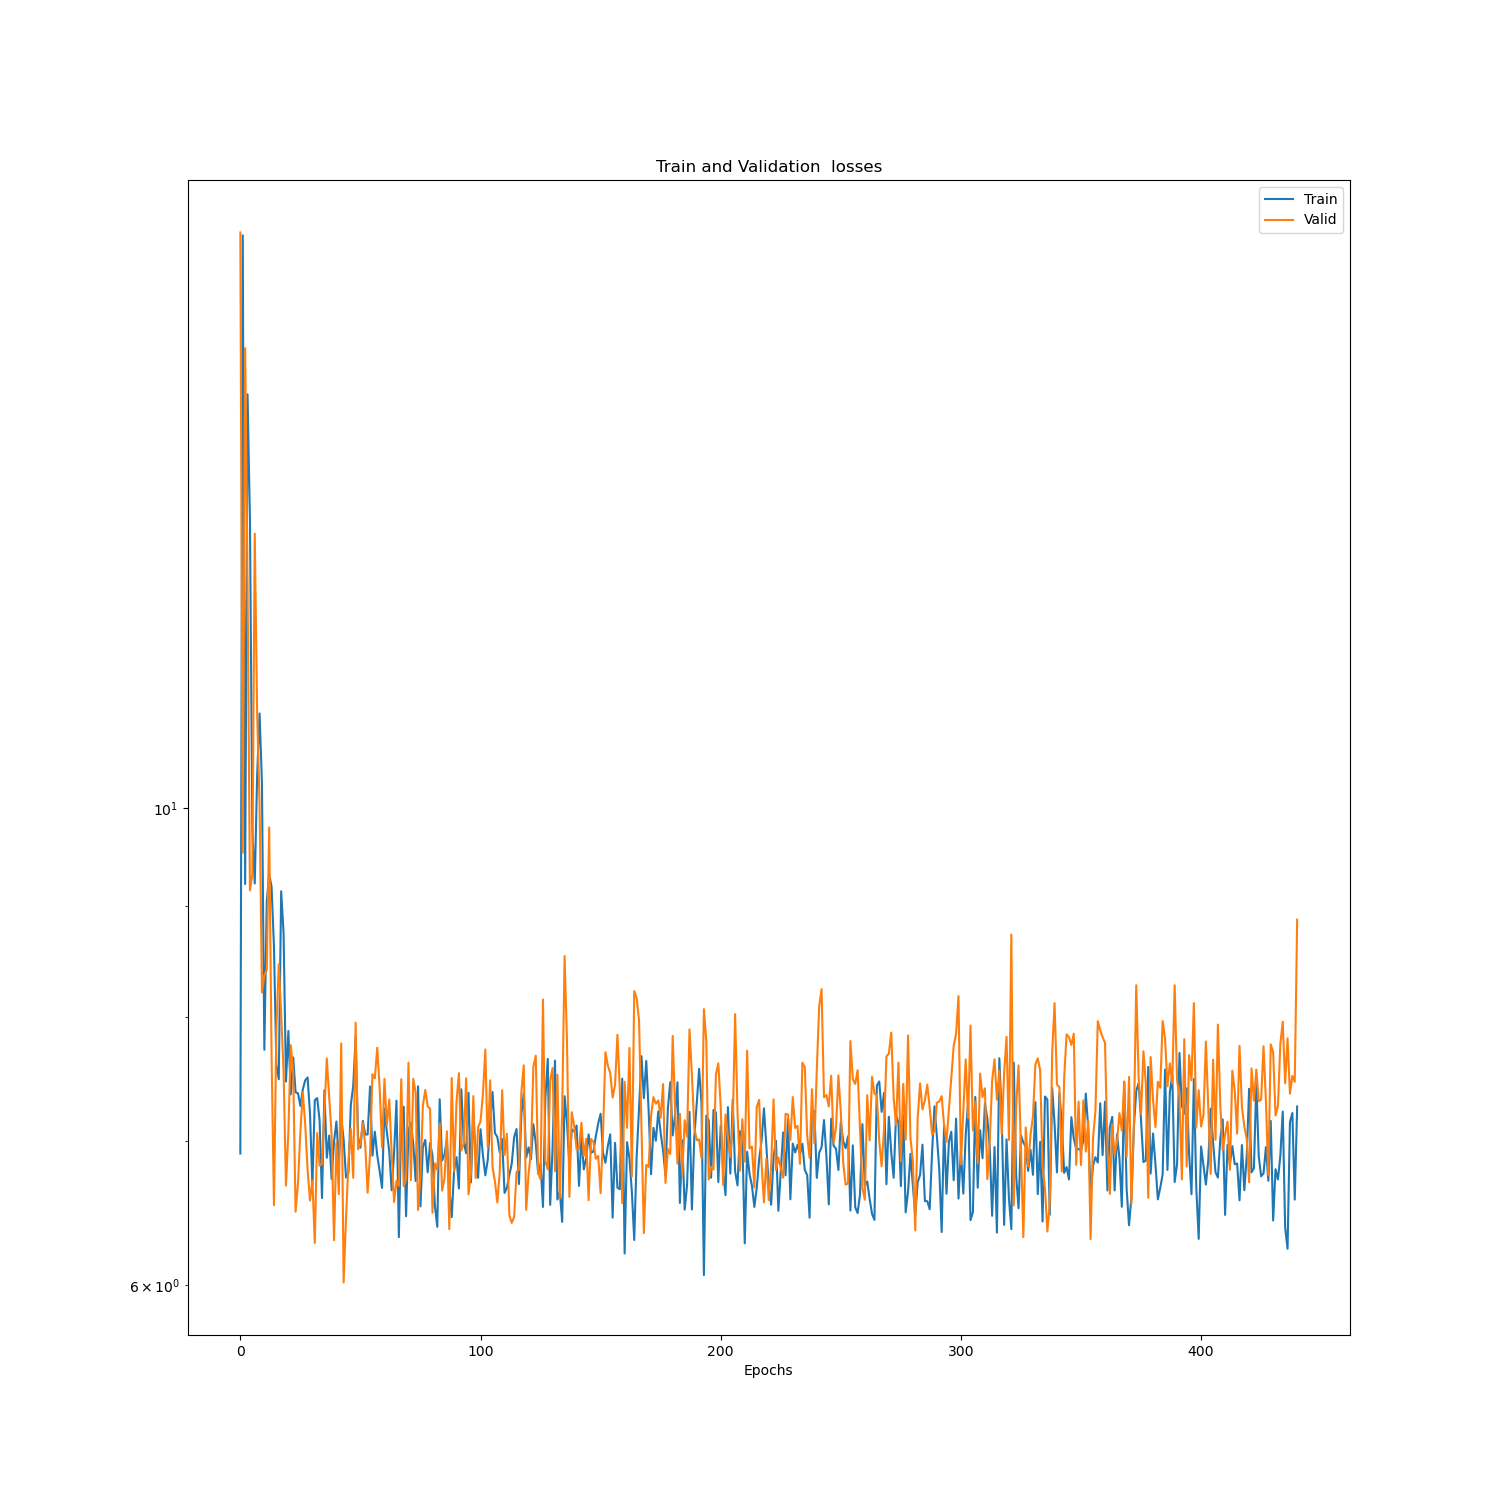 Train and Validation  losses
Train
Valid
10¹
6 × 10⁰
0 100 200 300 400
Epochs